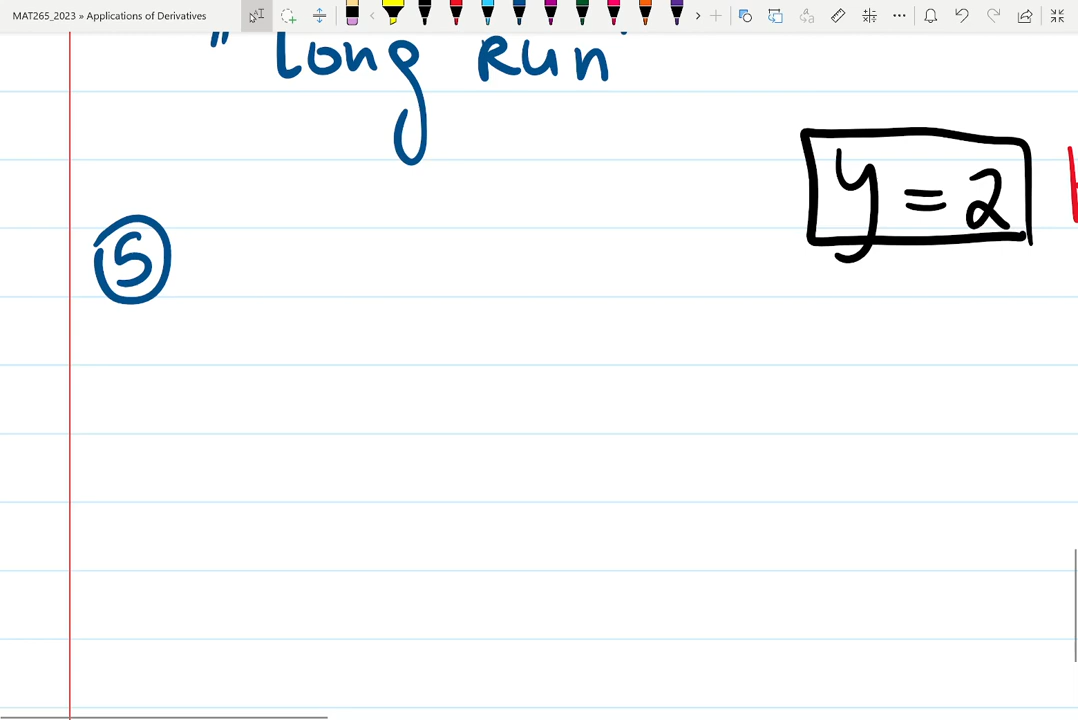 MAT265_2023 » Applications of Derivatives
" Long Run "
y = 2
5